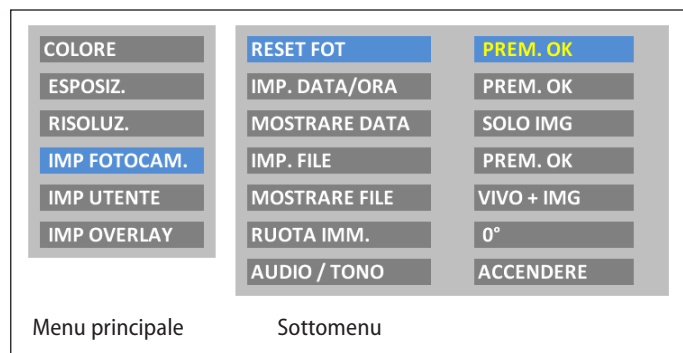 COLORE
ESPOSIZ.
RISOLUZ.
IMP FOTOCAM.
IMP UTENTE
IMP OVERLAY
RESET FOT PREM. OK
IMP. DATA/ORA PREM. OK
MOSTRARE DATA SOLO IMG
IMP. FILE PREM. OK
MOSTRARE FILE VIVO + IMG
RUOTA IMM. 0°
AUDIO / TONO ACCENDERE
Menu principale
Sottomenu